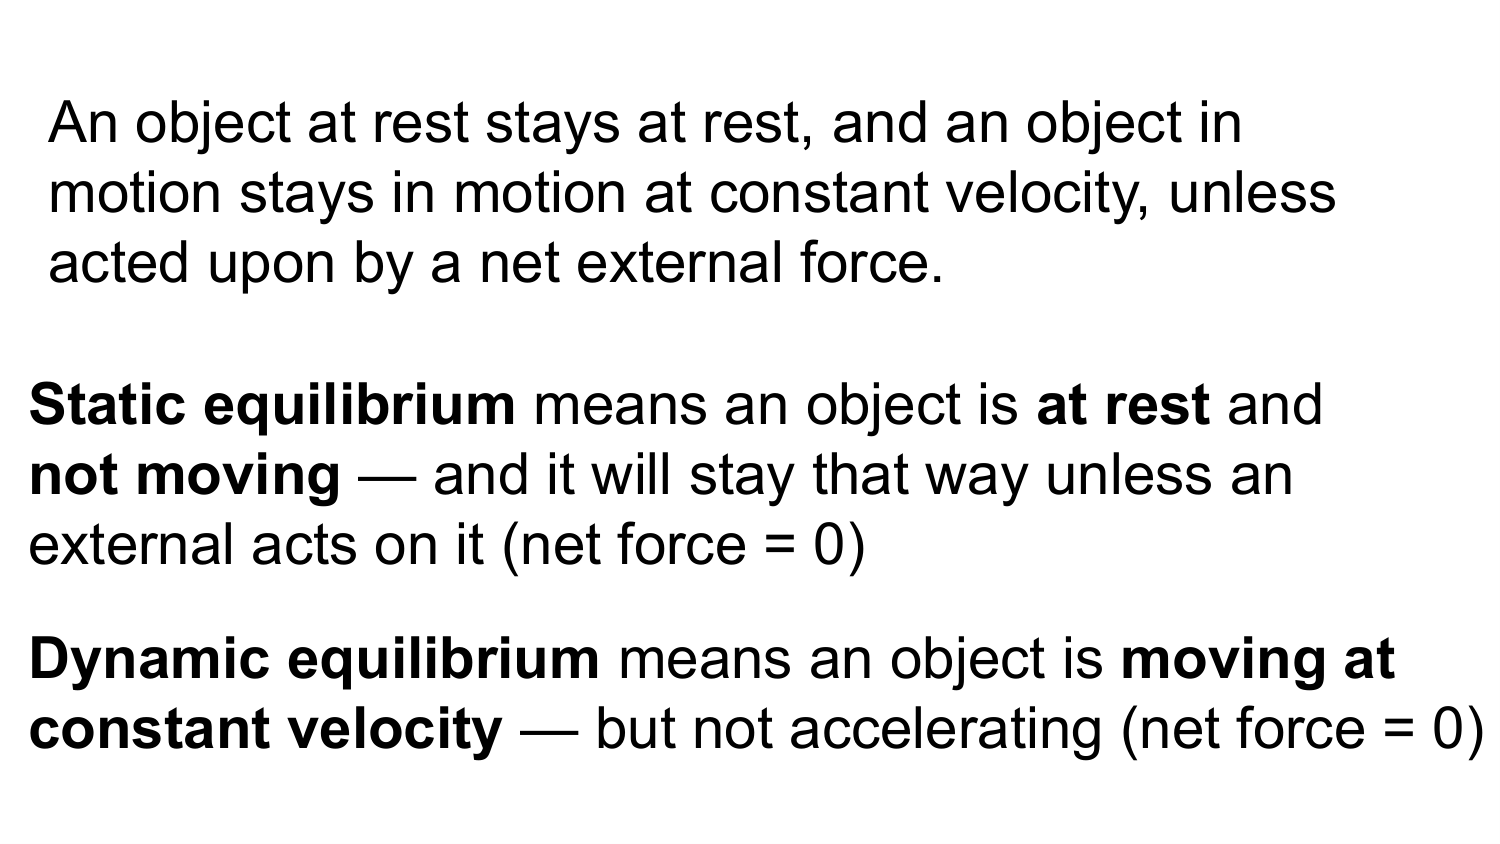 An object at rest stays at rest, and an object in
motion stays in motion at constant velocity, unless
acted upon by a net external force.
Static equilibrium means an object is at rest and
not moving — and it will stay that way unless an
external acts on it (net force = 0)
Dynamic equilibrium means an object is moving at
constant velocity — but not accelerating (net force = 0)